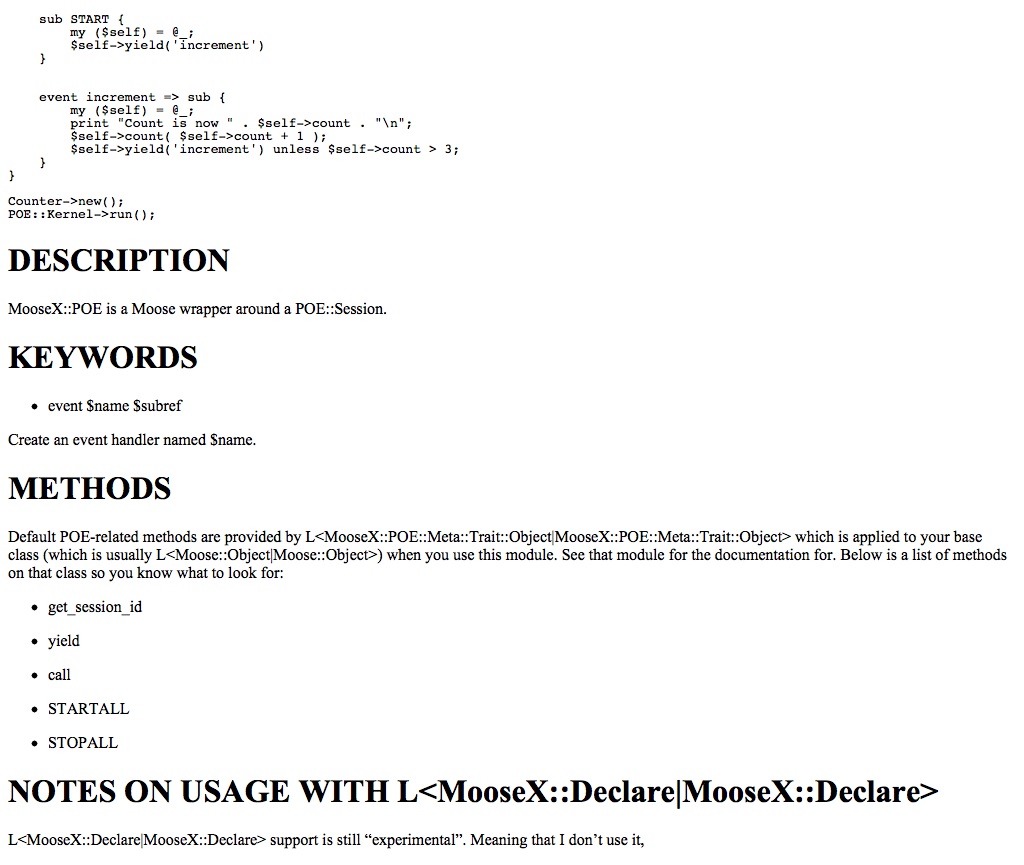 sub START {
my ($self) = @_;
$self->yield('increment')
}
event increment => sub {
my ($self) = @_;
print "Count is now " . $self->count . "\n";
$self->count( $self->count + 1 );
$self->yield('increment') unless $self->count > 3;
}
}
Counter->new();
POE::Kernel->run();
DESCRIPTION
MooseX::POE is a Moose wrapper around a POE::Session.
KEYWORDS
• event $name $subref
Create an event handler named $name.
METHODS
Default POE-related methods are provided by L<MooseX::POE::Meta::Trait::Object|MooseX::POE::Meta::Trait::Object> which is applied to your base
class (which is usually L<Moose::Object|Moose::Object>) when you use this module. See that module for the documentation for. Below is a list of methods
on that class so you know what to look for:
• get_session_id
• yield
• call
• STARTALL
• STOPALL
NOTES ON USAGE WITH L<MooseX::Declare|MooseX::Declare>
L<MooseX::Declare|MooseX::Declare> support is still “experimental”. Meaning that I don’t use it,